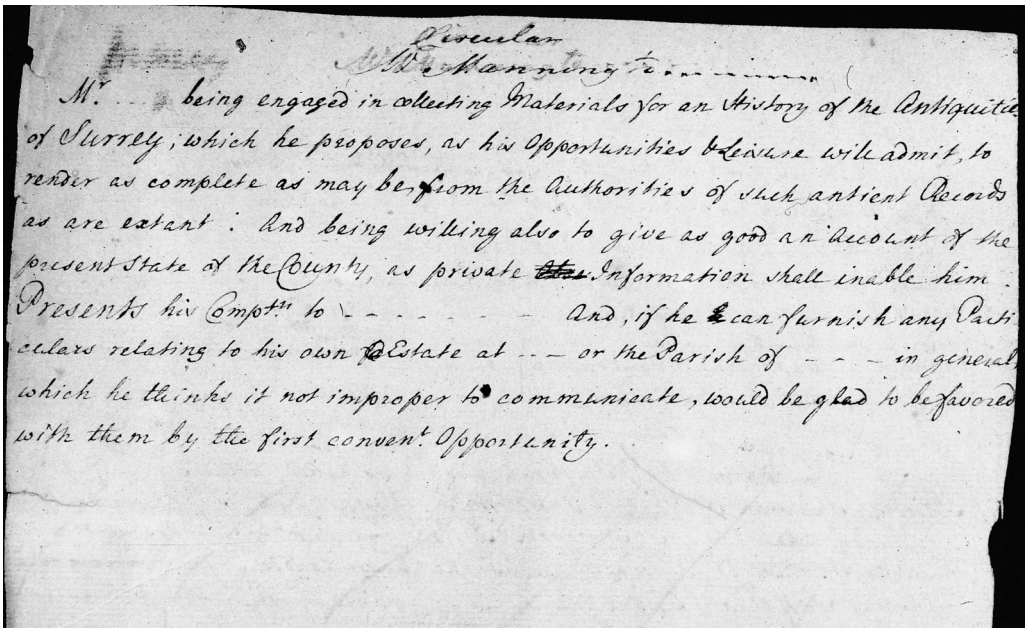 Circular
Mr. Manning's
Mr. .... being engaged in collecting Materials for an History of the Antiquities
of Surrey; which he proposes, as his Opportunities & Leisure will admit, to
render as complete as may be, from the Authorities of such antient Records
as are extant: And being willing also to give as good an Account of the
present State of the County, as private Information shall inable him.
Presents his Compts. to - - - - - - - - And, if he can furnish any Parti
culars relating to his own Estate at - - - or the Parish of - - - - in general,
which he thinks it not improper to communicate, would be glad to be favored
with them by the first convent. Opportunity.